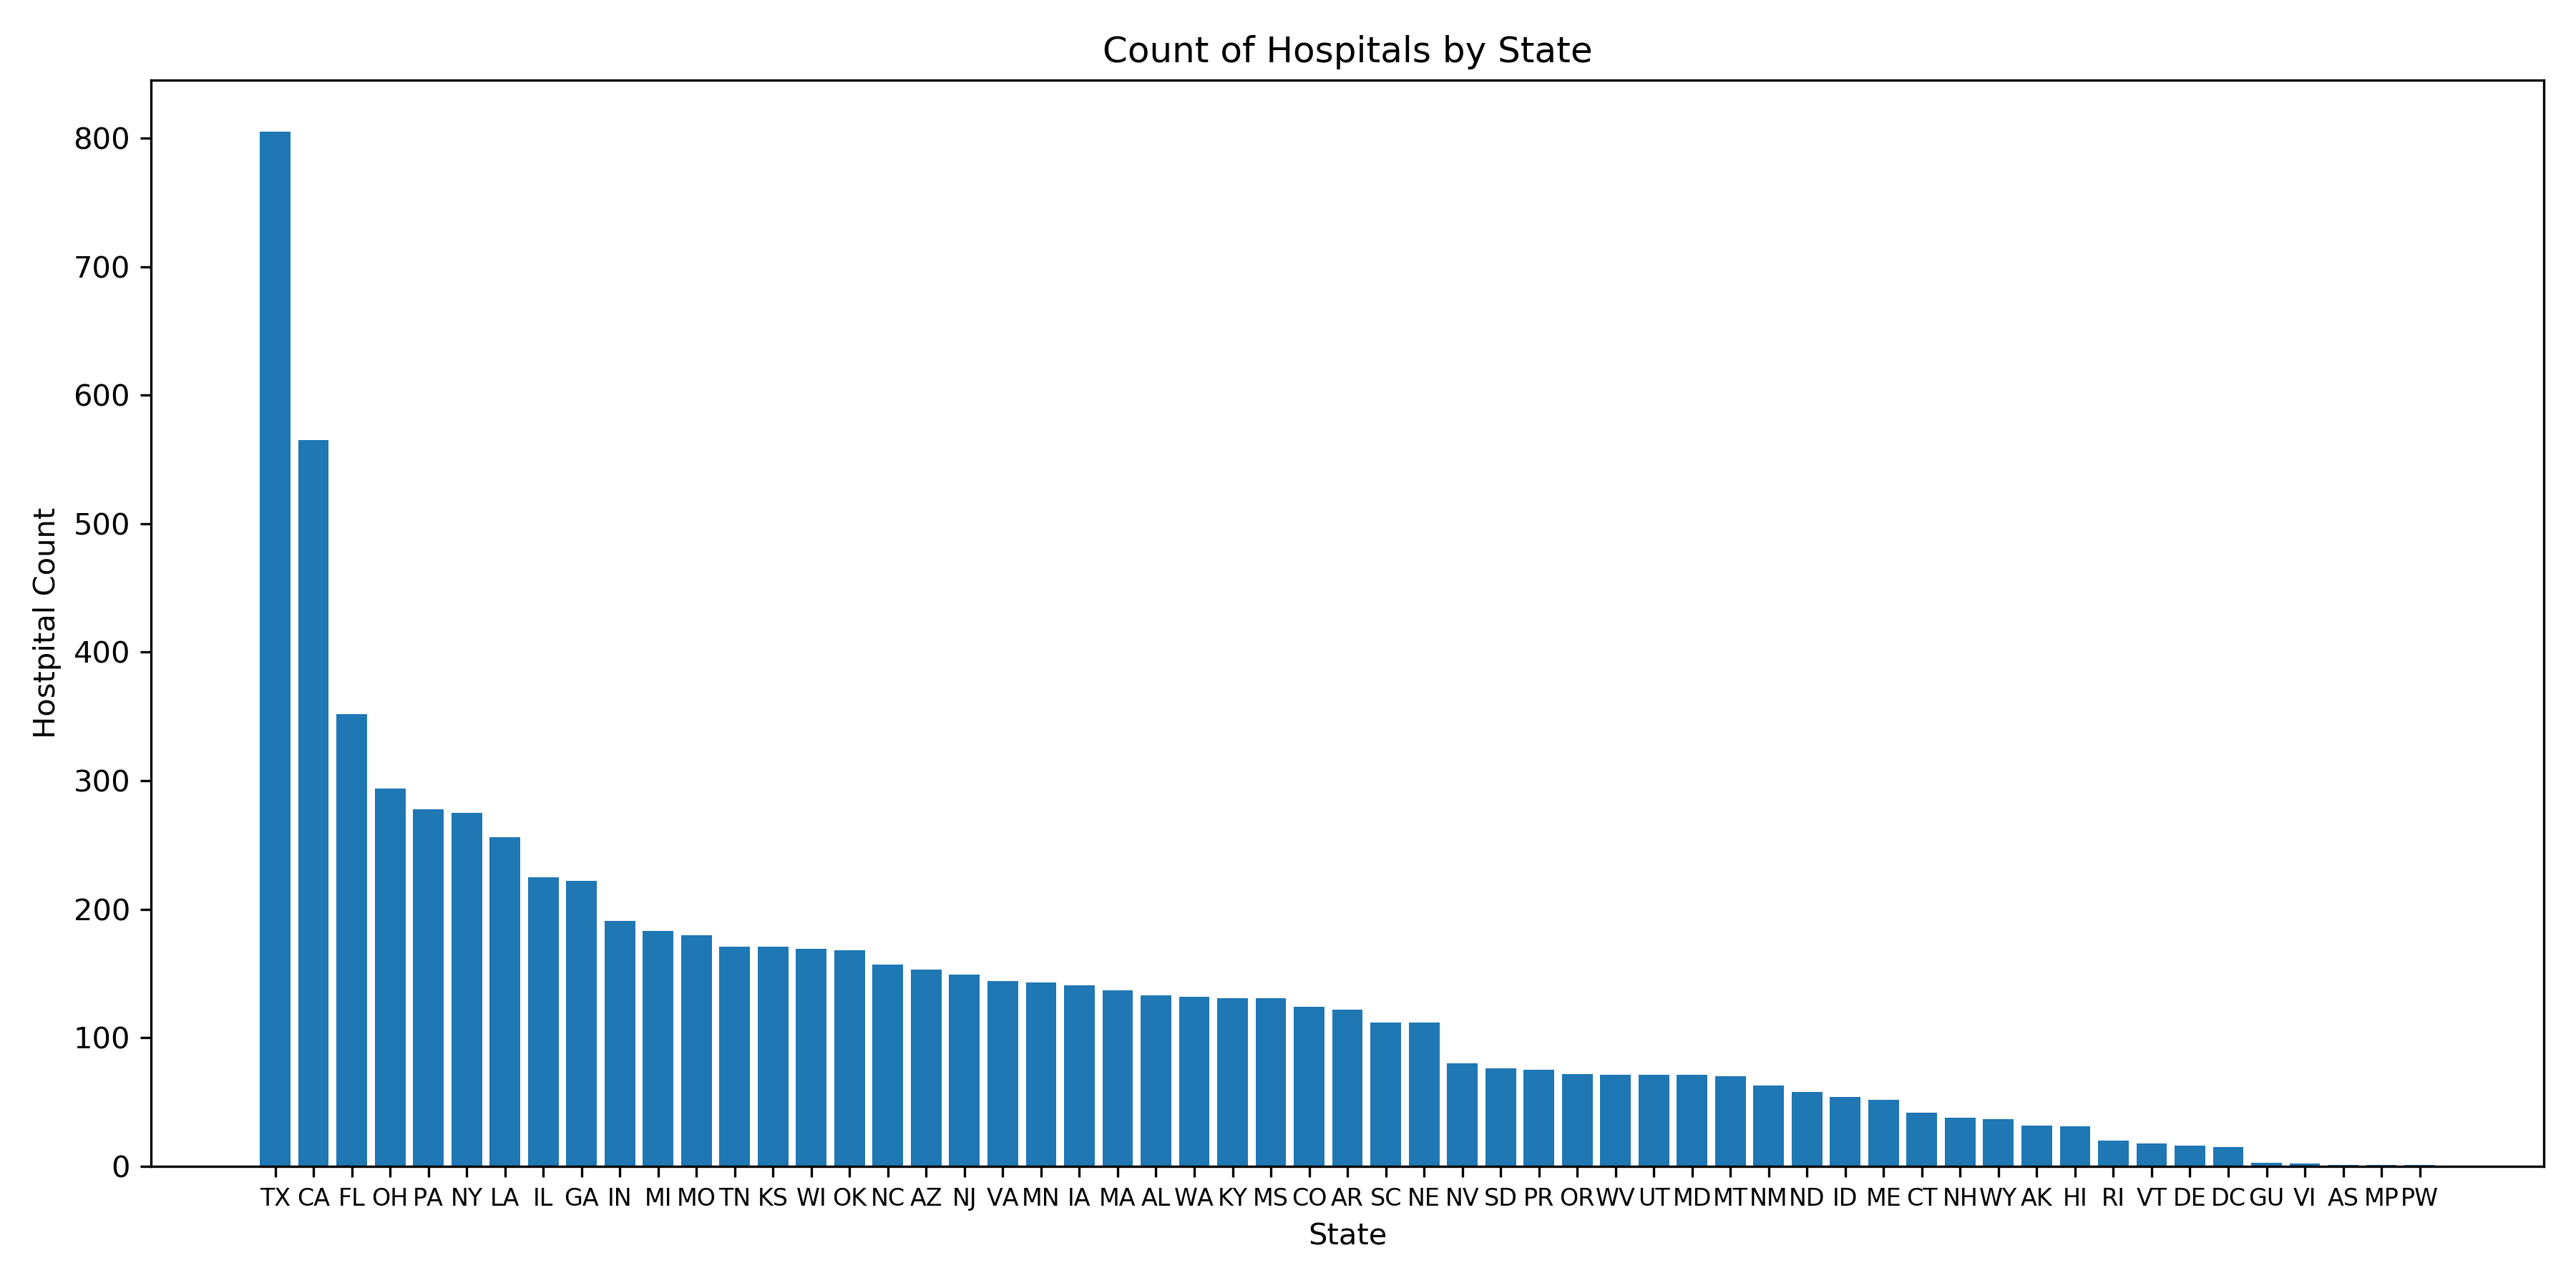 Count of Hospitals by State
Hostpital Count
800
700
600
500
400
300
200
100
0
TX CA FL OH PA NY LA IL GA IN MI MO TN KS WI OK NC AZ NJ VA MN IA MA AL WA KY MS CO AR SC NE NV SD PR OR WV UT MD MT NM ND ID ME CT NH WY AK HI RI VT DE DC GU VI AS MP PW
State